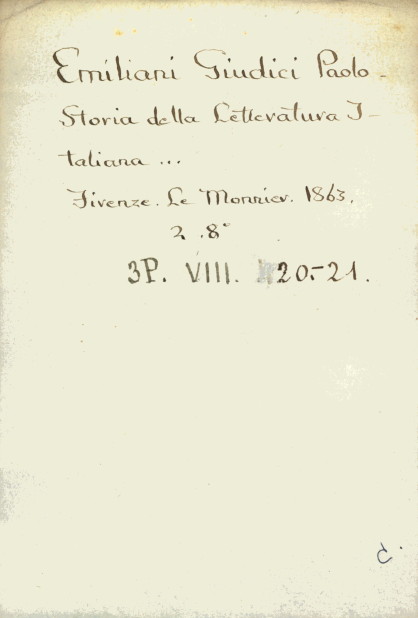 Emiliani Giudici Paolo -
Storia della Letteratura I-
taliana ...
Firenze. Le Monnier. 1863.
2 .8°
3P. VIII. 20.-21.
c.